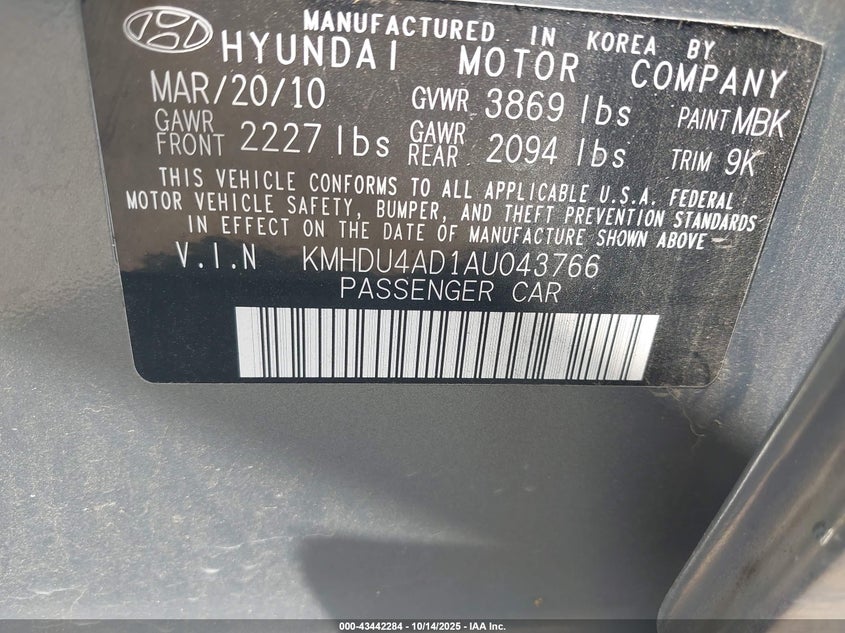 MANUFACTURED IN KOREA BY
HYUNDAI MOTOR COMPANY
MAR/20/10 GVWR 3869 lbs PAINT MBK
GAWR FRONT 2227 lbs GAWR REAR 2094 lbs TRIM 9K
THIS VEHICLE CONFORMS TO ALL APPLICABLE U.S.A. FEDERAL
MOTOR VEHICLE SAFETY, BUMPER, AND THEFT PREVENTION STANDARDS
IN EFFECT ON THE DATE OF MANUFACTURE SHOWN ABOVE
V.I.N KMHDU4AD1AU043766
PASSENGER CAR
000-43442284 - 10/14/2025 - IAA Inc.